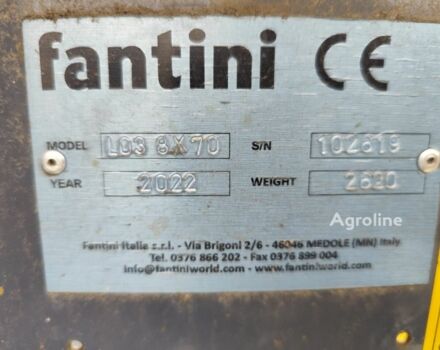 fantini CE
MODEL L03 8X70 S/N 102619
YEAR 2022 WEIGHT 2630
Agroline
Fantini Italia s.r.l. - Via Brigoni 2/6 - 46046 MEDOLE (MN) Italy
Tel. 0376 866 202 - Fax 0376 899 004
info@fantiniworld.com - www.fantiniworld.com